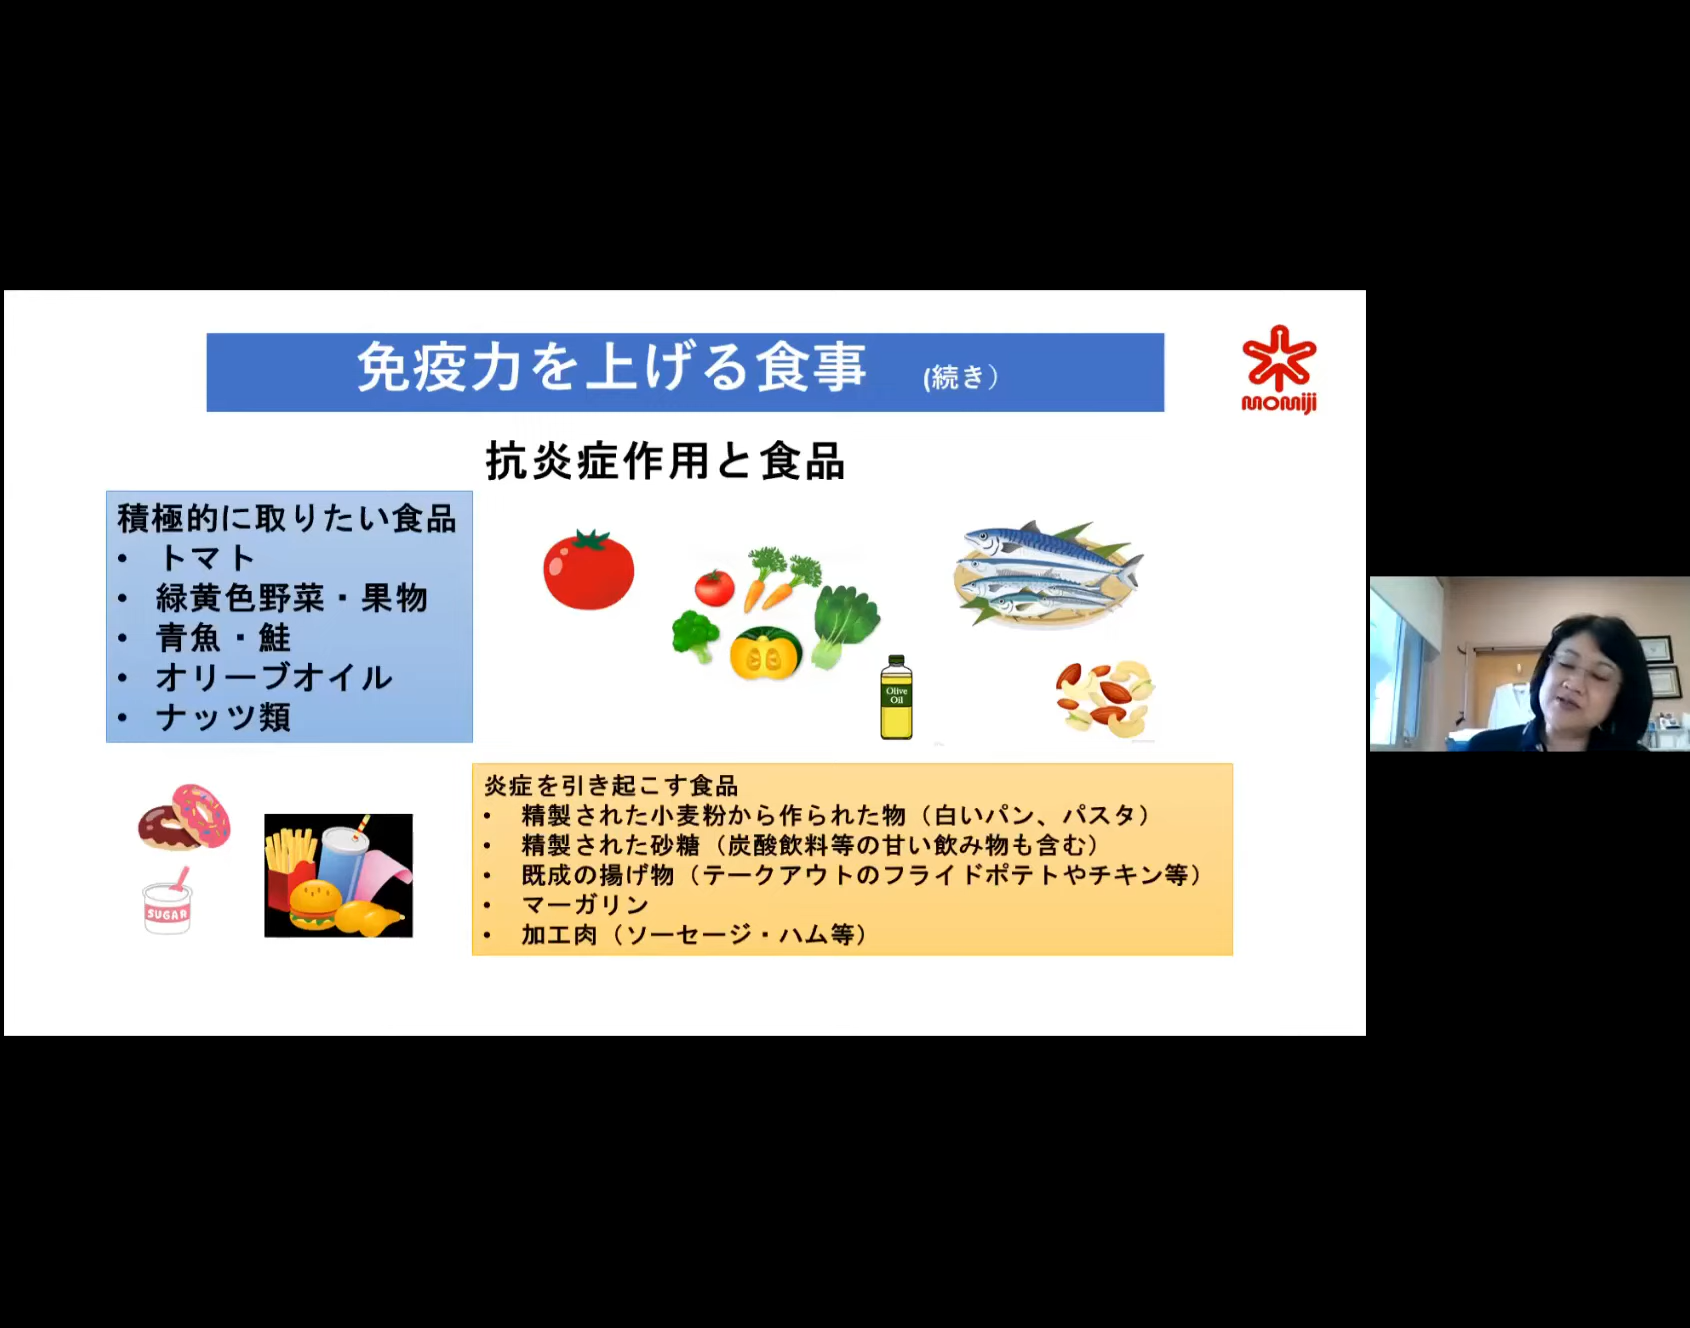 免疫力を上げる食事 (続き）
momiji
抗炎症作用と食品
積極的に取りたい食品
• トマト
• 緑黄色野菜・果物
• 青魚・鮭
• オリーブオイル
• ナッツ類
Olive
Oil
SUGAR
炎症を引き起こす食品
• 精製された小麦粉から作られた物（白いパン、パスタ）
• 精製された砂糖（炭酸飲料等の甘い飲み物も含む）
• 既成の揚げ物（テークアウトのフライドポテトやチキン等）
• マーガリン
• 加工肉（ソーセージ・ハム等）